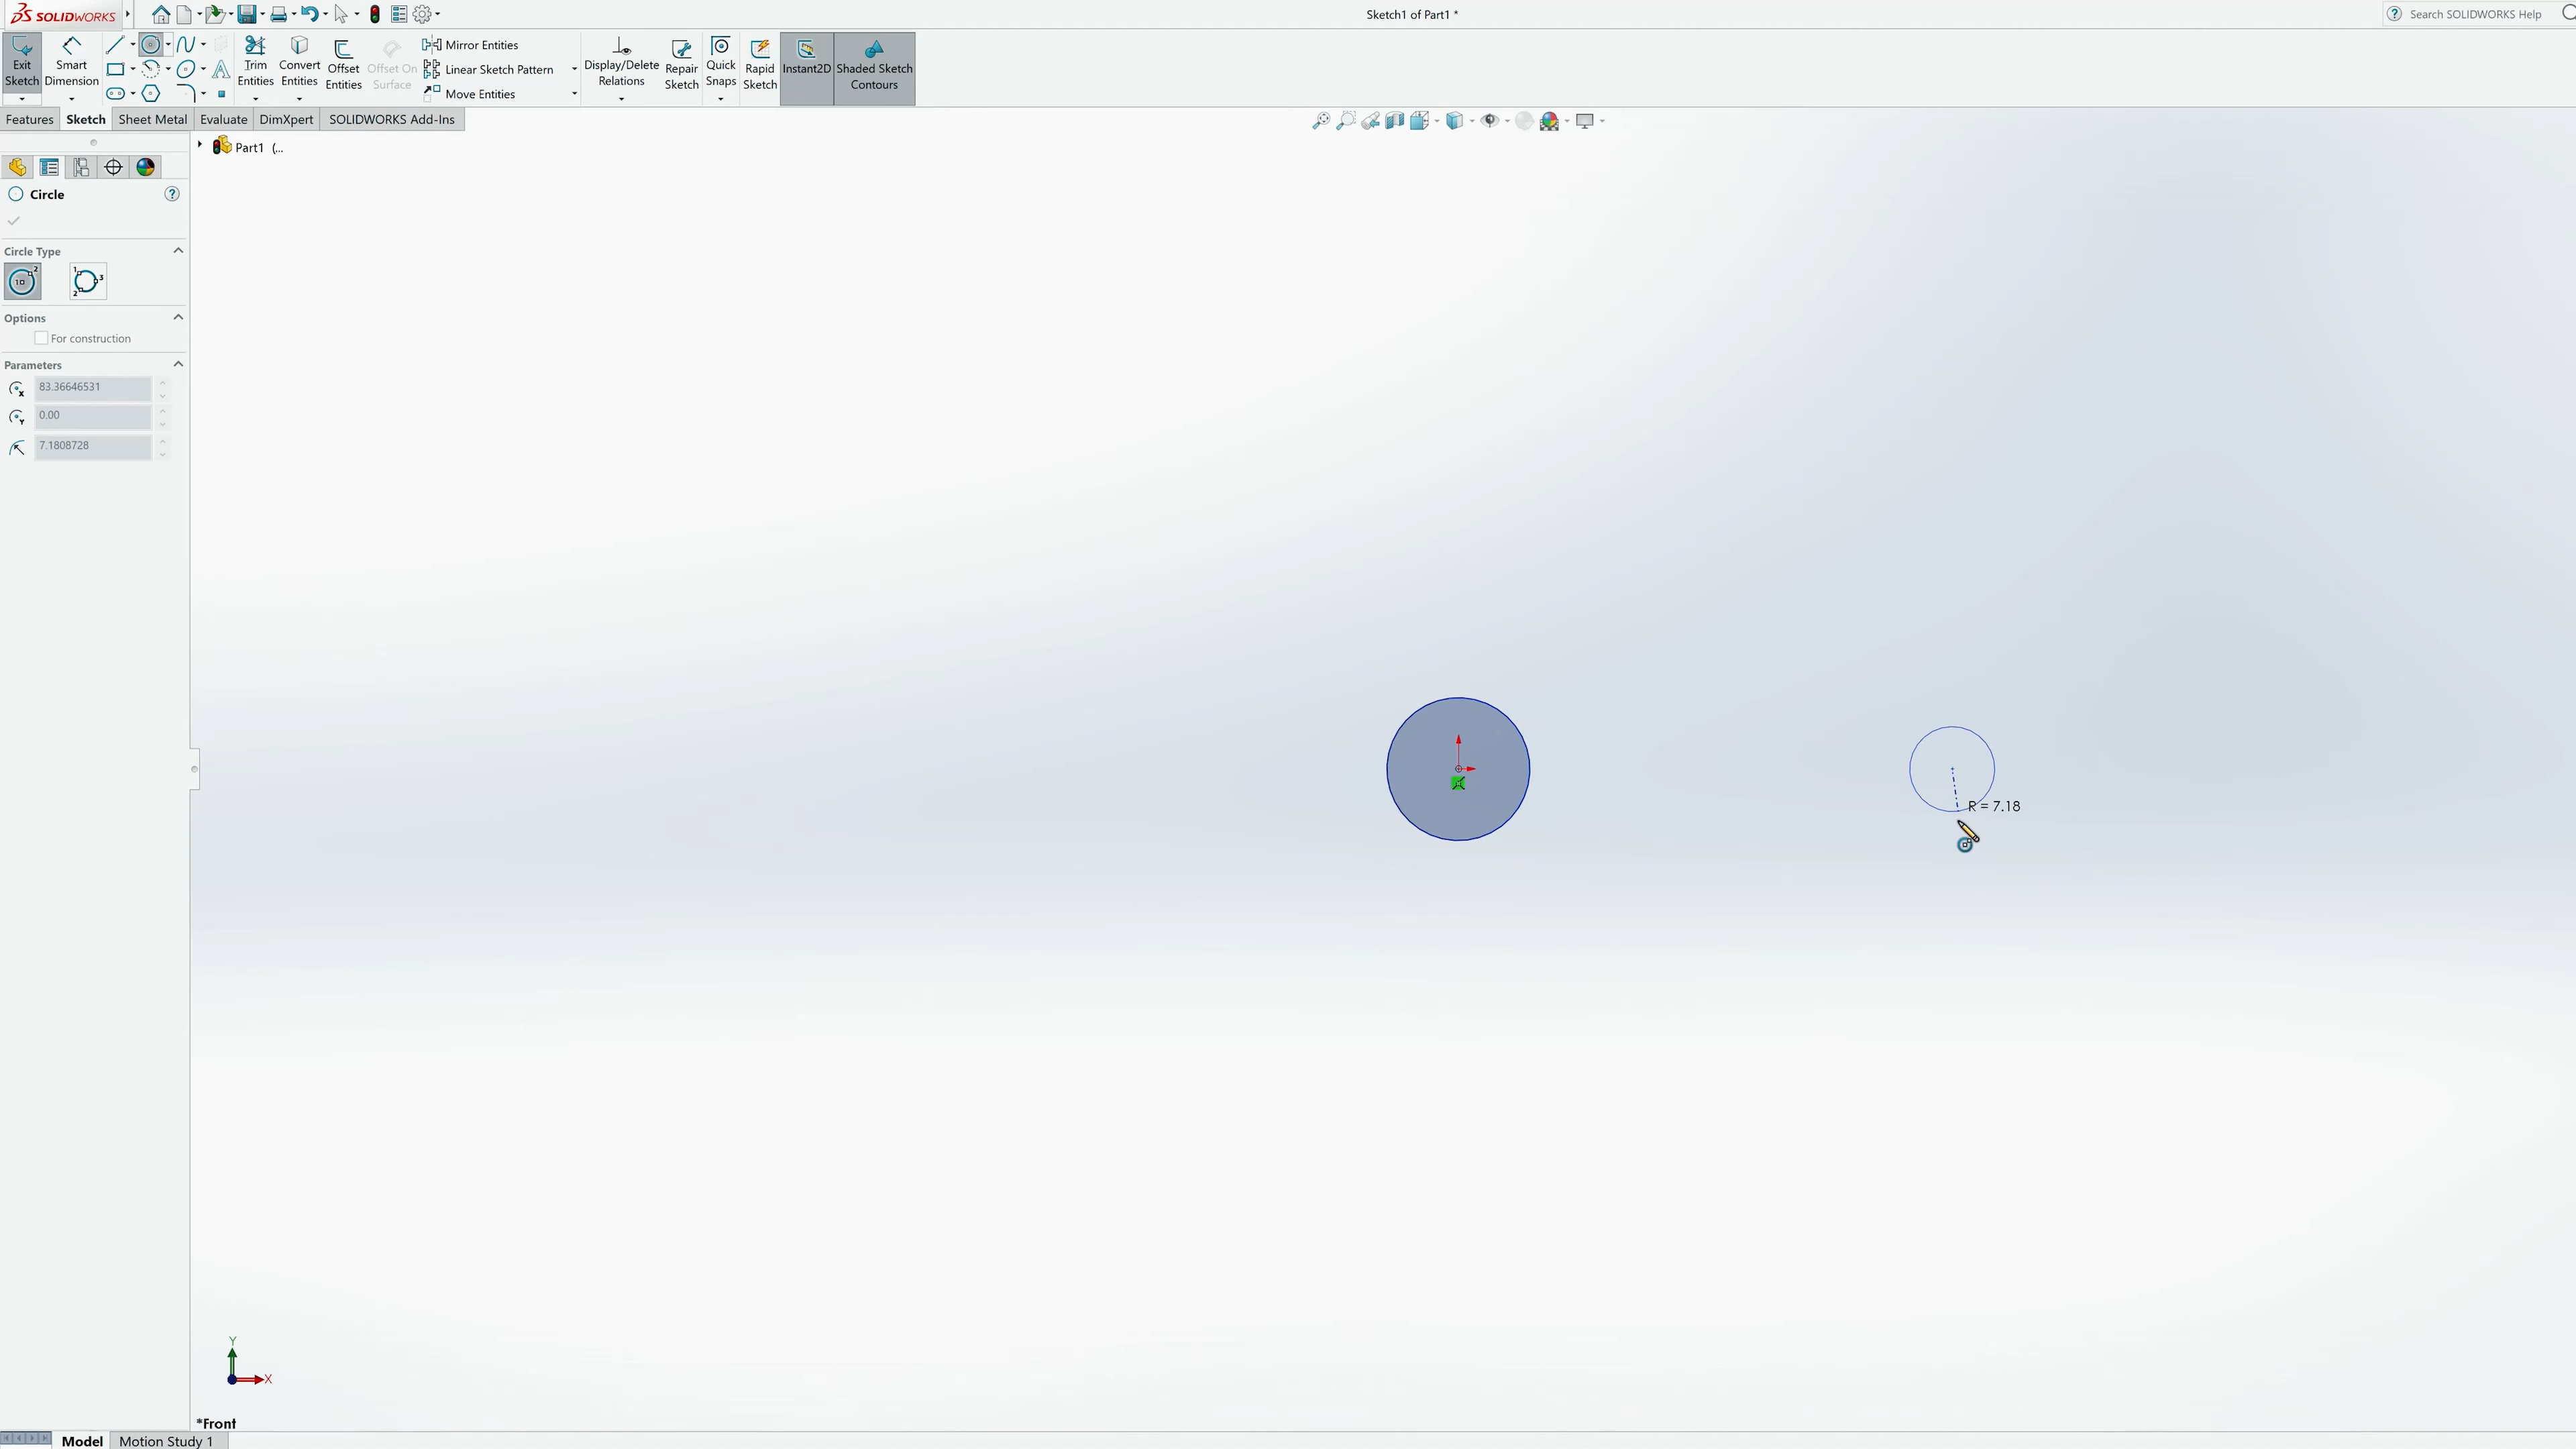 SOLIDWORKS
Sketch1 of Part1 *
Search SOLIDWORKS Help
Exit
Sketch
Smart
Dimension
Trim
Entities
Convert
Entities
Offset
Entities
Offset On
Surface
Mirror Entities
Linear Sketch Pattern
Move Entities
Display/Delete
Relations
Repair
Sketch
Quick
Snaps
Rapid
Sketch
Instant2D
Shaded Sketch
Contours
Features
Sketch
Sheet Metal
Evaluate
DimXpert
SOLIDWORKS Add-Ins
Part1 (...
Circle
Circle Type
Options
For construction
Parameters
83.36646531
0.00
7.1808728
R = 7.18
Y
X
*Front
Model
Motion Study 1